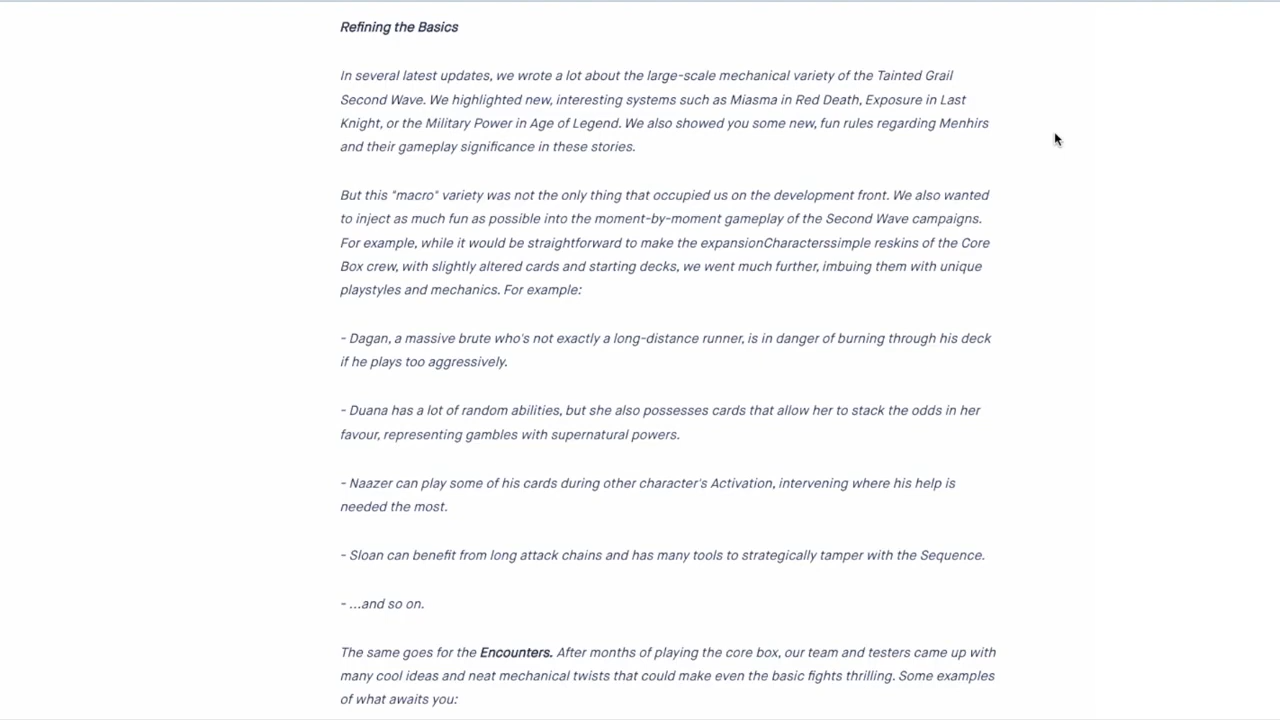 Refining the Basics
In several latest updates, we wrote a lot about the large-scale mechanical variety of the Tainted Grail
Second Wave. We highlighted new, interesting systems such as Miasma in Red Death, Exposure in Last
Knight, or the Military Power in Age of Legend. We also showed you some new, fun rules regarding Menhirs
and their gameplay significance in these stories.
But this "macro" variety was not the only thing that occupied us on the development front. We also wanted
to inject as much fun as possible into the moment-by-moment gameplay of the Second Wave campaigns.
For example, while it would be straightforward to make the expansionCharacterssimple reskins of the Core
Box crew, with slightly altered cards and starting decks, we went much further, imbuing them with unique
playstyles and mechanics. For example:
- Dagan, a massive brute who's not exactly a long-distance runner, is in danger of burning through his deck
if he plays too aggressively.
- Duana has a lot of random abilities, but she also possesses cards that allow her to stack the odds in her
favour, representing gambles with supernatural powers.
- Naazer can play some of his cards during other character's Activation, intervening where his help is
needed the most.
- Sloan can benefit from long attack chains and has many tools to strategically tamper with the Sequence.
- ...and so on.
The same goes for the Encounters. After months of playing the core box, our team and testers came up with
many cool ideas and neat mechanical twists that could make even the basic fights thrilling. Some examples
of what awaits you: